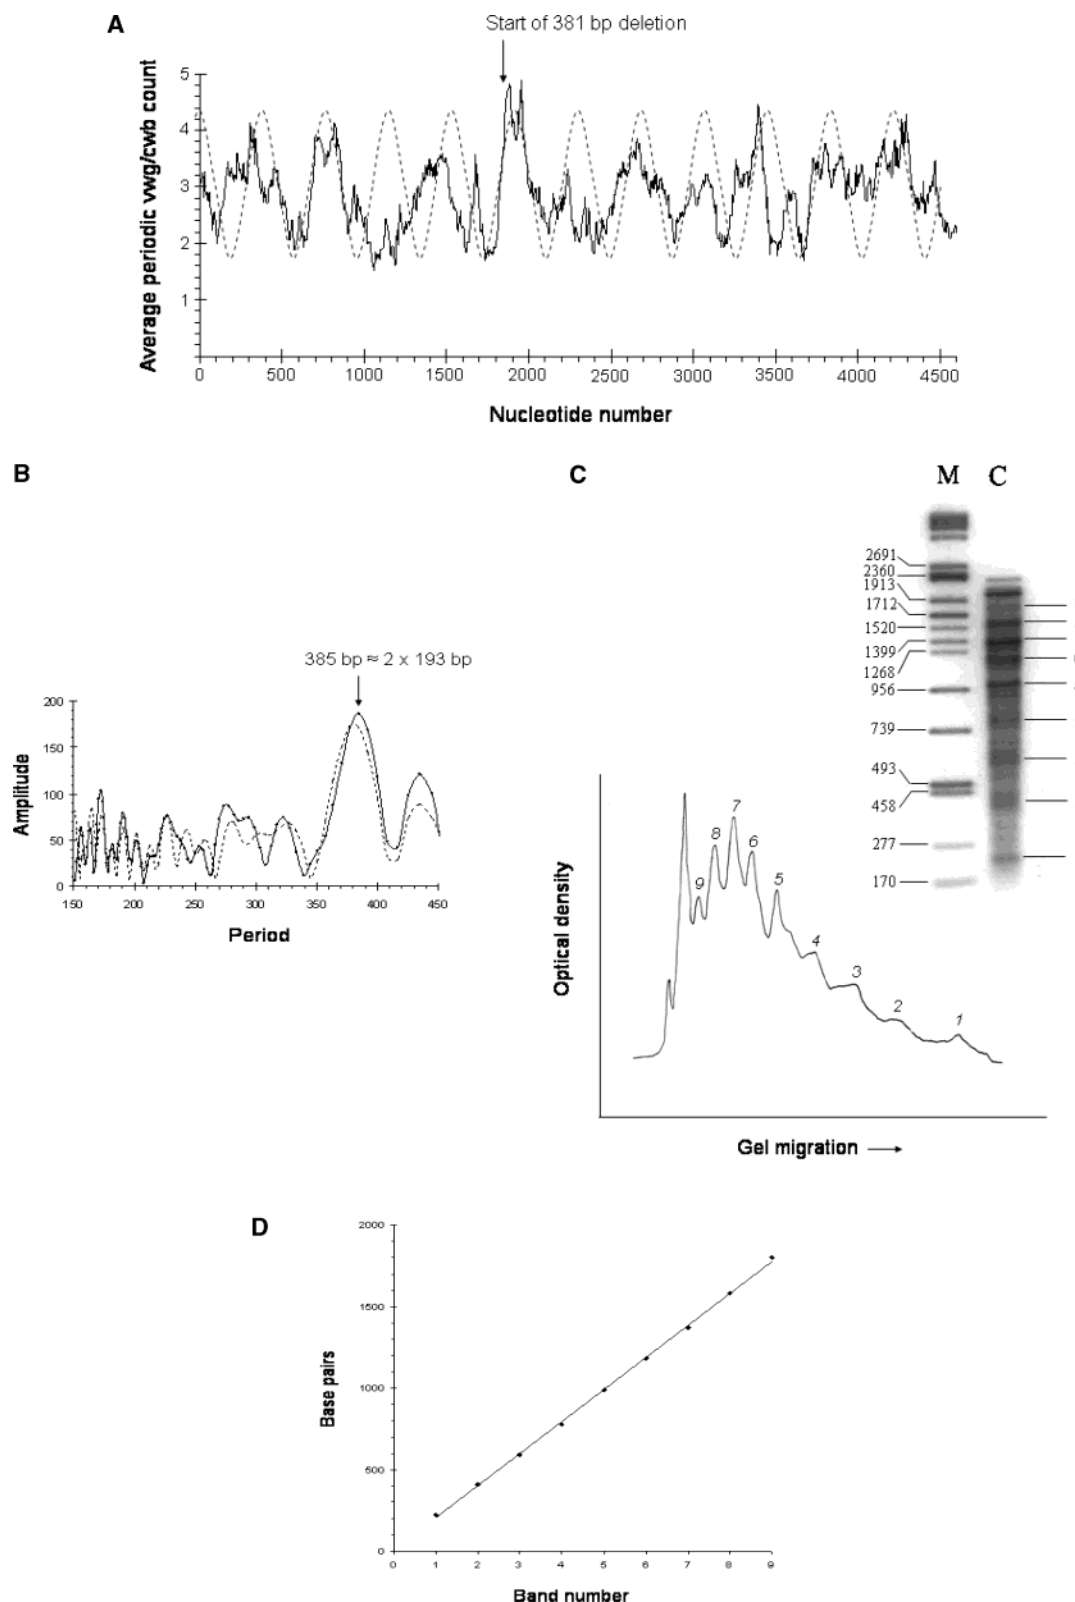 A
Start of 381 bp deletion
Average periodic vwg/cwb count
5
4
3
2
1
0 500 1000 1500 2000 2500 3000 3500 4000 4500
Nucleotide number
B
385 bp ≈ 2 x 193 bp
Amplitude
200
150
100
50
0
150 200 250 300 350 400 450
Period
C
M C
2691
2360
1913
1712
1520
1399
1268
956
739
493
458
277
170
Optical density
9 8 7 6 5 4 3 2 1
Gel migration
D
Base pairs
2000
1500
1000
500
0
0 1 2 3 4 5 6 7 8 9
Band number